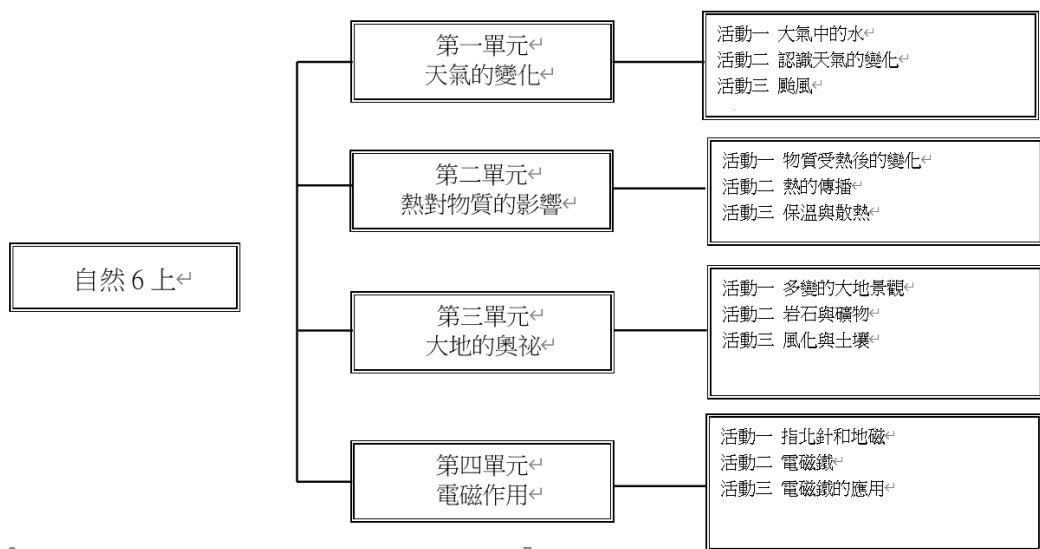 自然6上
第一單元
天氣的變化
活動一 大氣中的水
活動二 認識天氣的變化
活動三 颱風
第二單元
熱對物質的影響
活動一 物質受熱後的變化
活動二 熱的傳播
活動三 保溫與散熱
第三單元
大地的奧祕
活動一 多變的大地景觀
活動二 岩石與礦物
活動三 風化與土壤
第四單元
電磁作用
活動一 指北針和地磁
活動二 電磁鐵
活動三 電磁鐵的應用